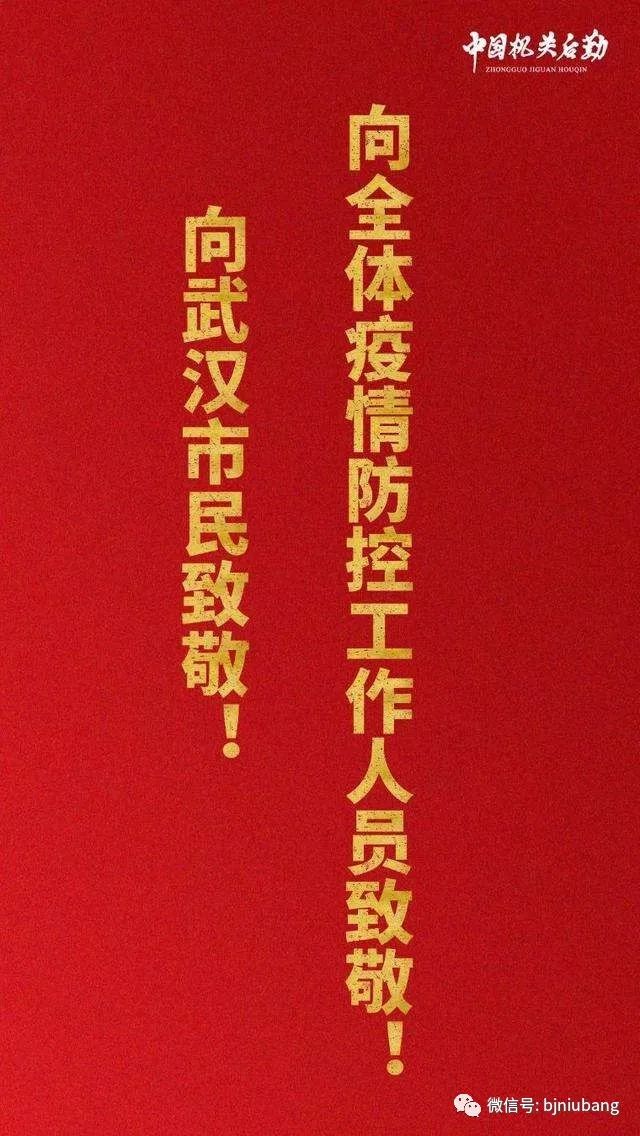 中国机关后勤
ZHONGGUO JIGUAN HOUQIN
向全体疫情防控工作人员致敬！
向武汉市民致敬！
微信号: bjniubang